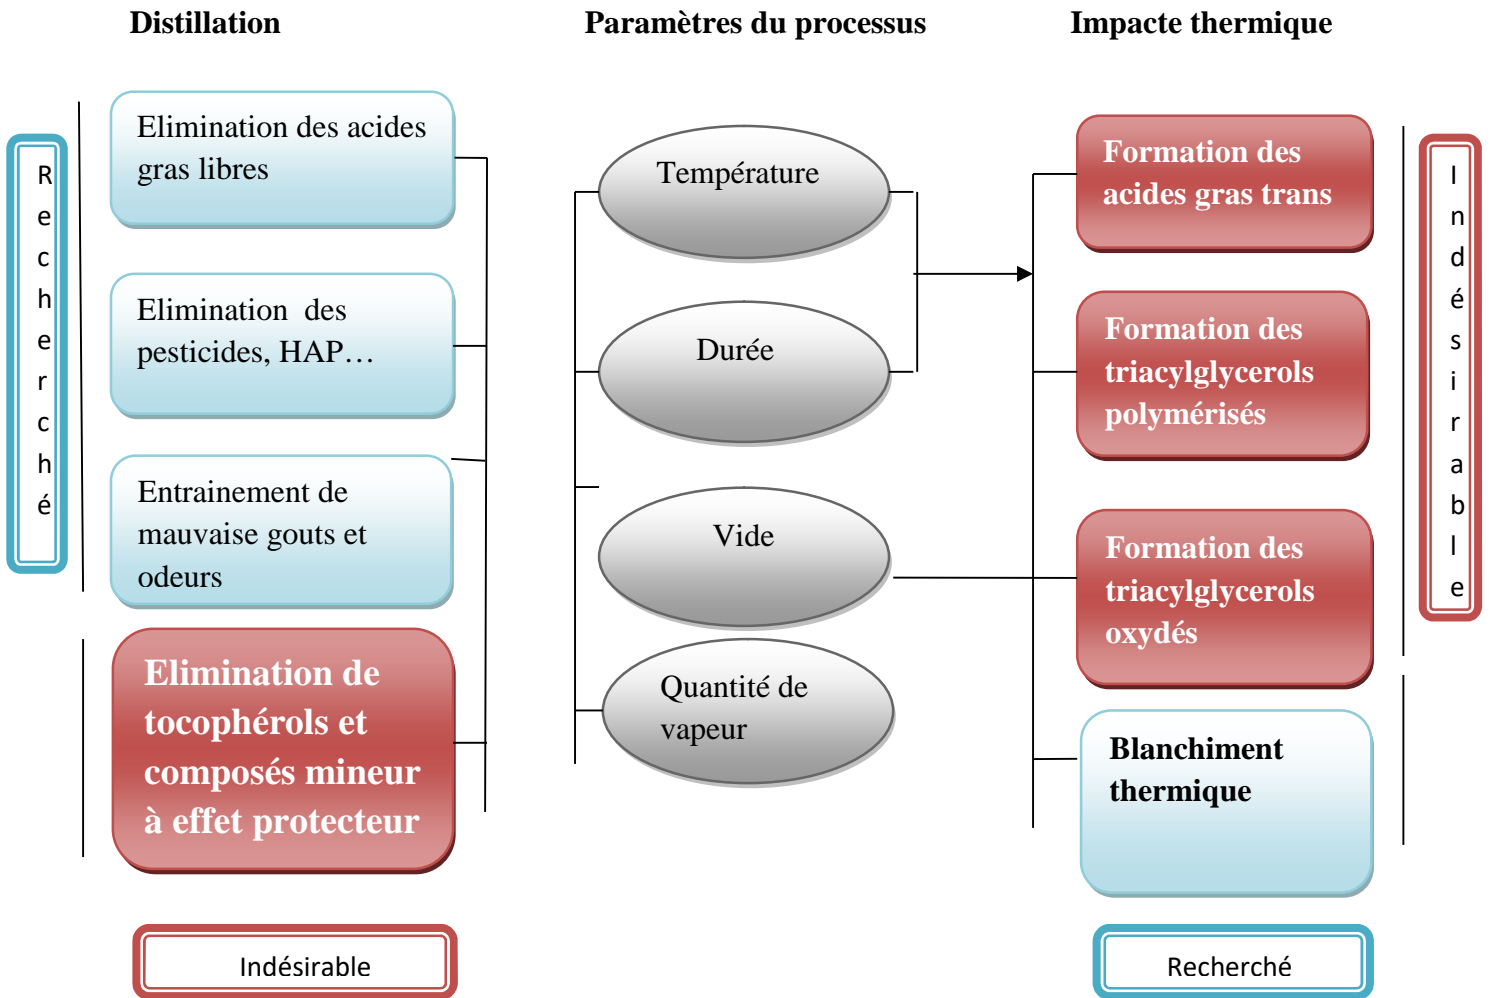 Distillation
Paramètres du processus
Impacte thermique
Recherché
Elimination des acides
gras libres
Elimination des
pesticides, HAP…
Entrainement de
mauvaise gouts et
odeurs
Elimination de
tocophérols et
composés mineur
à effet protecteur
Indésirable
Température
Durée
Vide
Quantité de
vapeur
Formation des
acides gras trans
Formation des
triacylglycerols
polymérisés
Formation des
triacylglycerols
oxydés
Blanchiment
thermique
Indésirable
Recherché